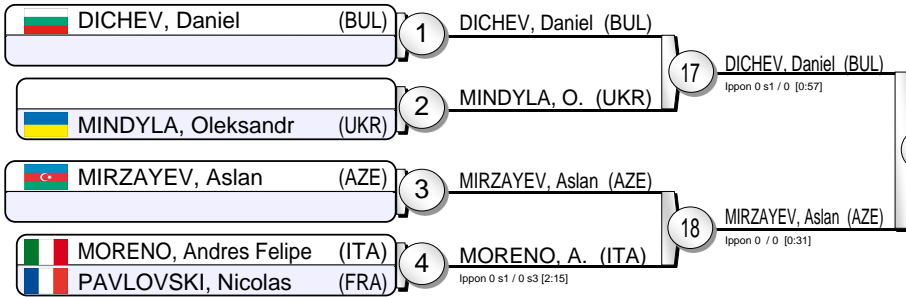 DICHEV, Daniel (BUL)
1
DICHEV, Daniel (BUL)
17
DICHEV, Daniel (BUL)
Ippon 0 s1 / 0 [0:57]
2
MINDYLA, O. (UKR)
MINDYLA, Oleksandr (UKR)
MIRZAYEV, Aslan (AZE)
3
MIRZAYEV, Aslan (AZE)
18
MIRZAYEV, Aslan (AZE)
Ippon 0 / 0 [0:31]
MORENO, Andres Felipe (ITA)
4
MORENO, A. (ITA)
Ippon 0 s1 / 0 s3 [2:15]
PAVLOVSKI, Nicolas (FRA)